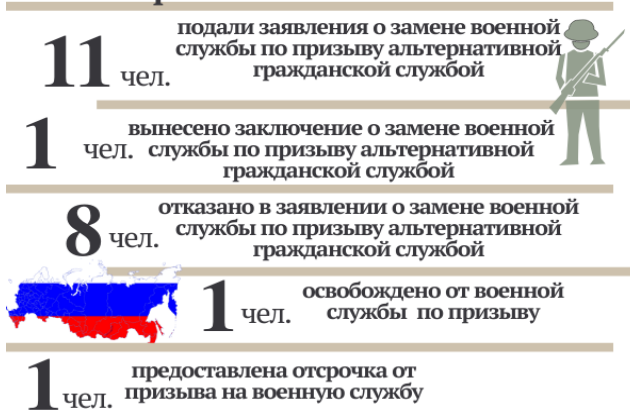 подали заявления о замене военной
службы по призыву альтернативной
11 чел. гражданской службой
вынесено заключение о замене военной
1 чел. службы по призыву альтернативной
гражданской службой
отказано в заявлении о замене военной
8 чел. службы по призыву альтернативной
гражданской службой
освобождено от военной
1 чел. службы по призыву
предоставлена отсрочка от
1 чел. призыва на военную службу